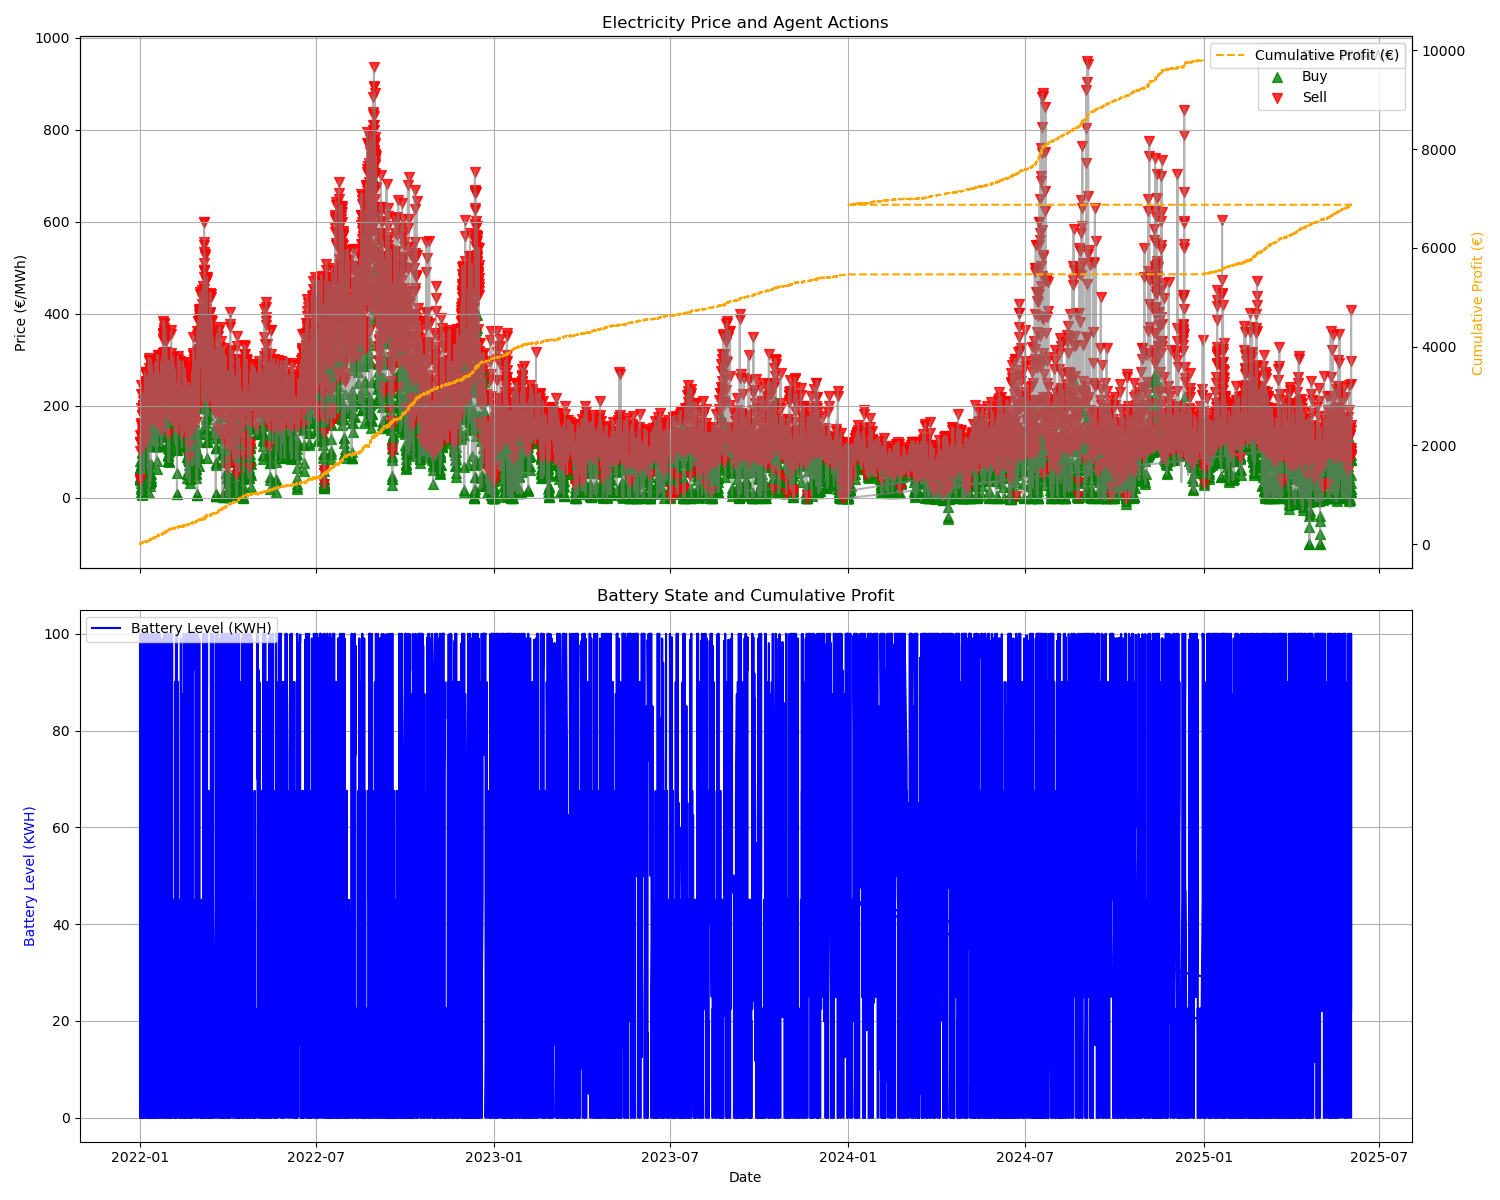 Electricity Price and Agent Actions
1000
800
600
400
200
0
Price (€/MWh)
10000
8000
6000
4000
2000
0
Cumulative Profit (€)
Cumulative Profit (€)
Buy
Sell
Battery State and Cumulative Profit
Battery Level (KWH)
100
80
60
40
20
0
Battery Level (KWH)
2022-01
2022-07
2023-01
2023-07
2024-01
2024-07
2025-01
2025-07
Date